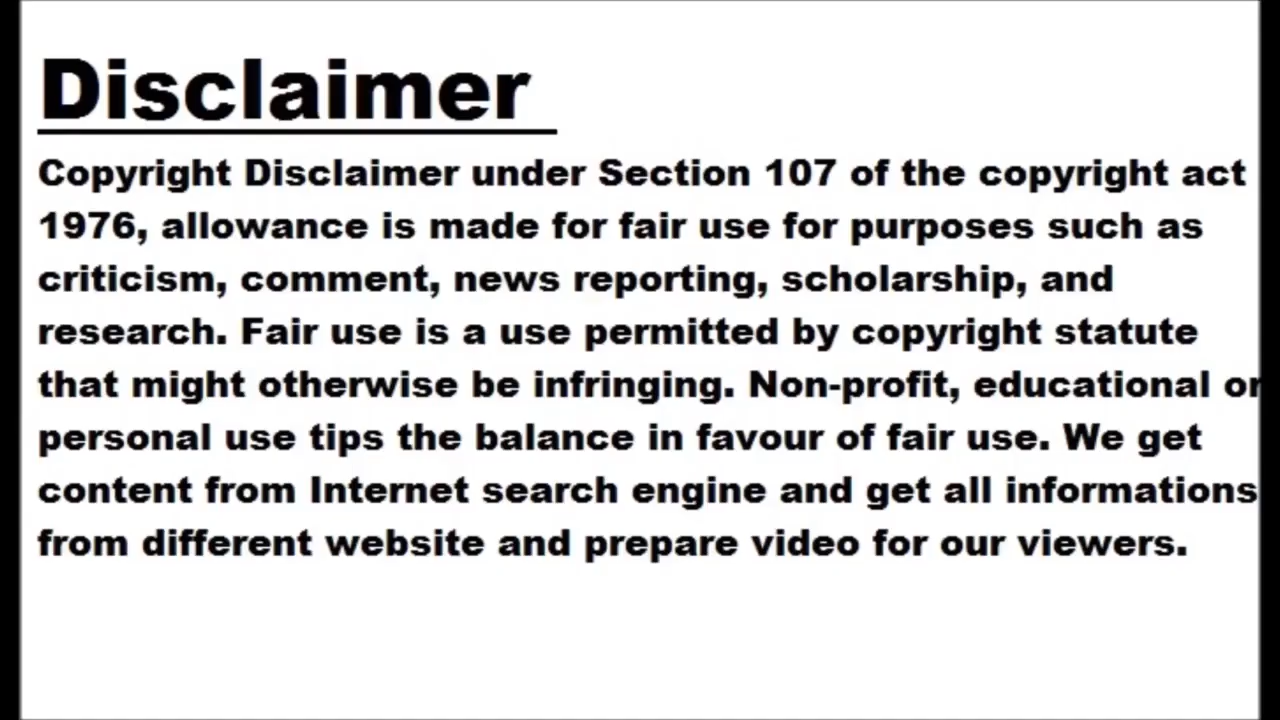 Disclaimer
Copyright Disclaimer under Section 107 of the copyright act
1976, allowance is made for fair use for purposes such as
criticism, comment, news reporting, scholarship, and
research. Fair use is a use permitted by copyright statute
that might otherwise be infringing. Non-profit, educational or
personal use tips the balance in favour of fair use. We get
content from Internet search engine and get all informations
from different website and prepare video for our viewers.